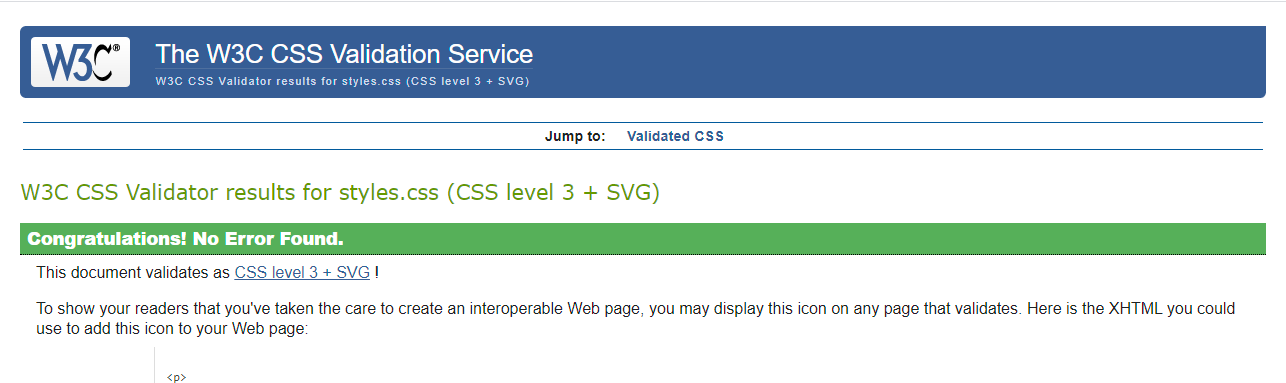 W3C®
The W3C CSS Validation Service
W3C CSS Validator results for styles.css (CSS level 3 + SVG)
Jump to: Validated CSS
W3C CSS Validator results for styles.css (CSS level 3 + SVG)
Congratulations! No Error Found.
This document validates as CSS level 3 + SVG !
To show your readers that you've taken the care to create an interoperable Web page, you may display this icon on any page that validates. Here is the XHTML you could
use to add this icon to your Web page:
<p>